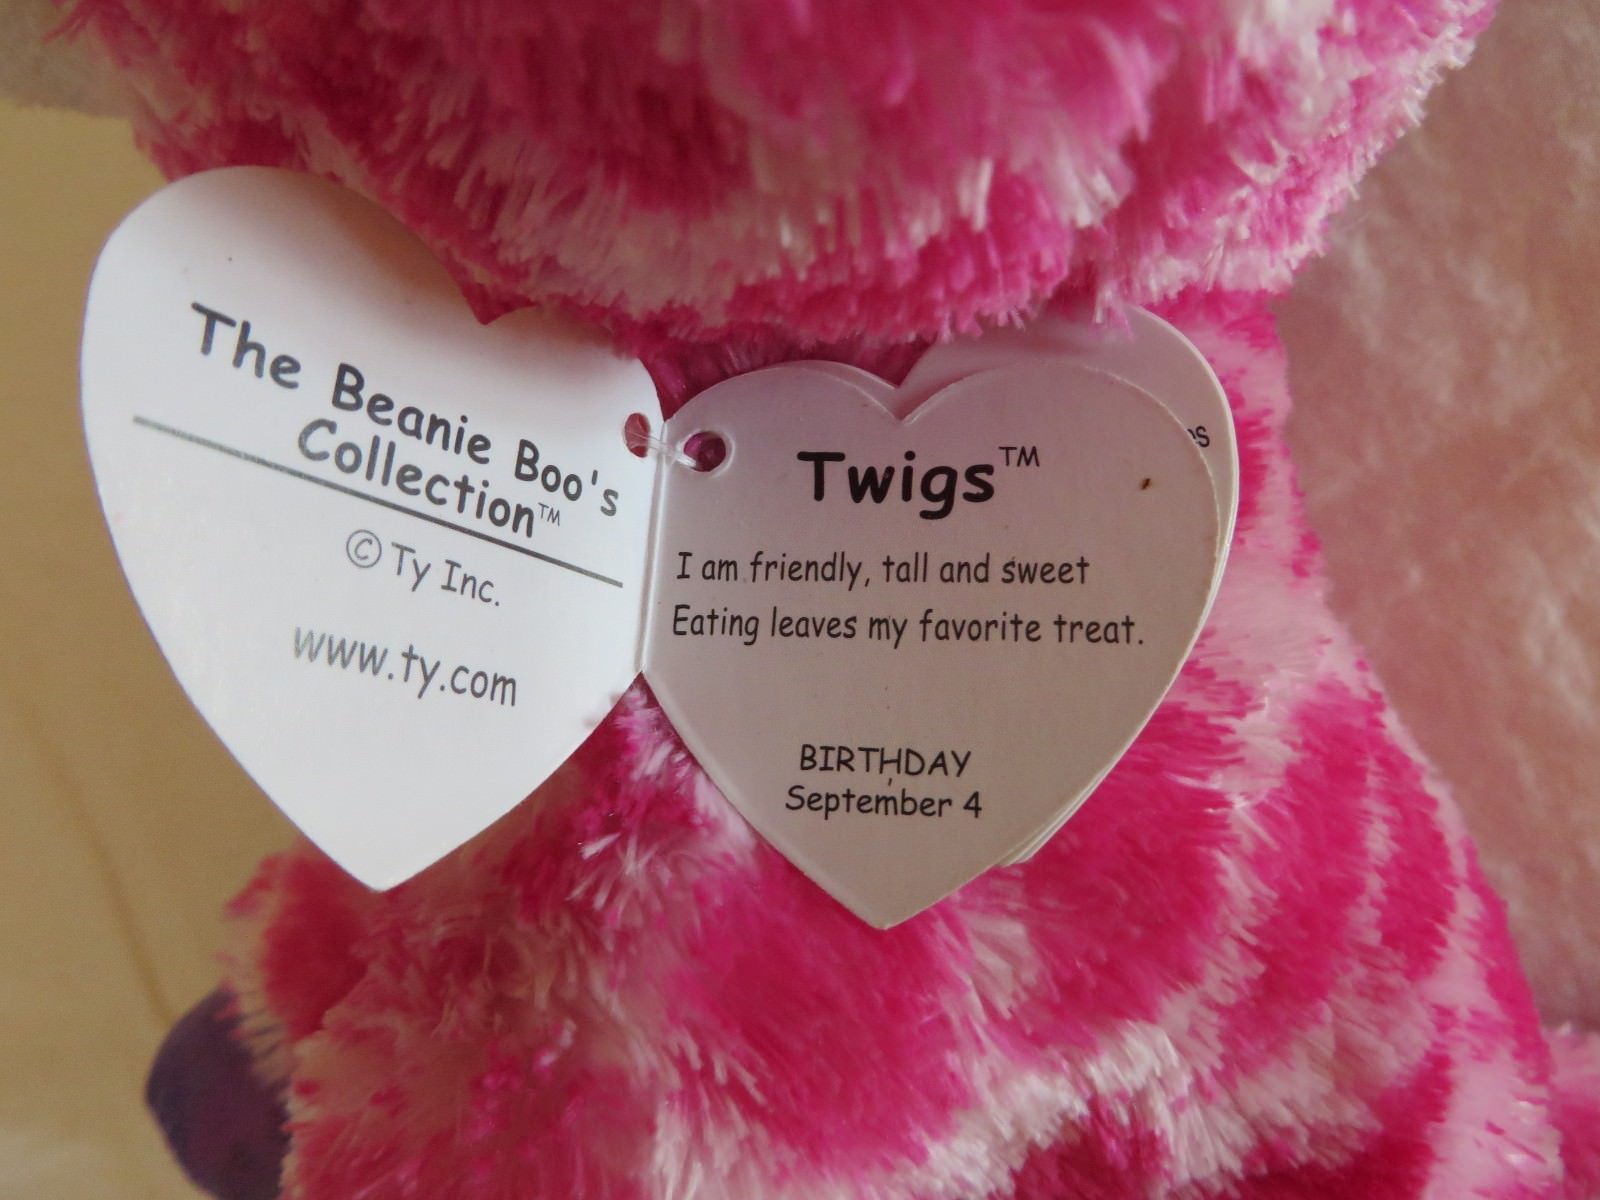 The Beanie Boo's
Collection™
© Ty Inc.
www.ty.com
Twigs™
I am friendly, tall and sweet
Eating leaves my favorite treat.
BIRTHDAY
September 4